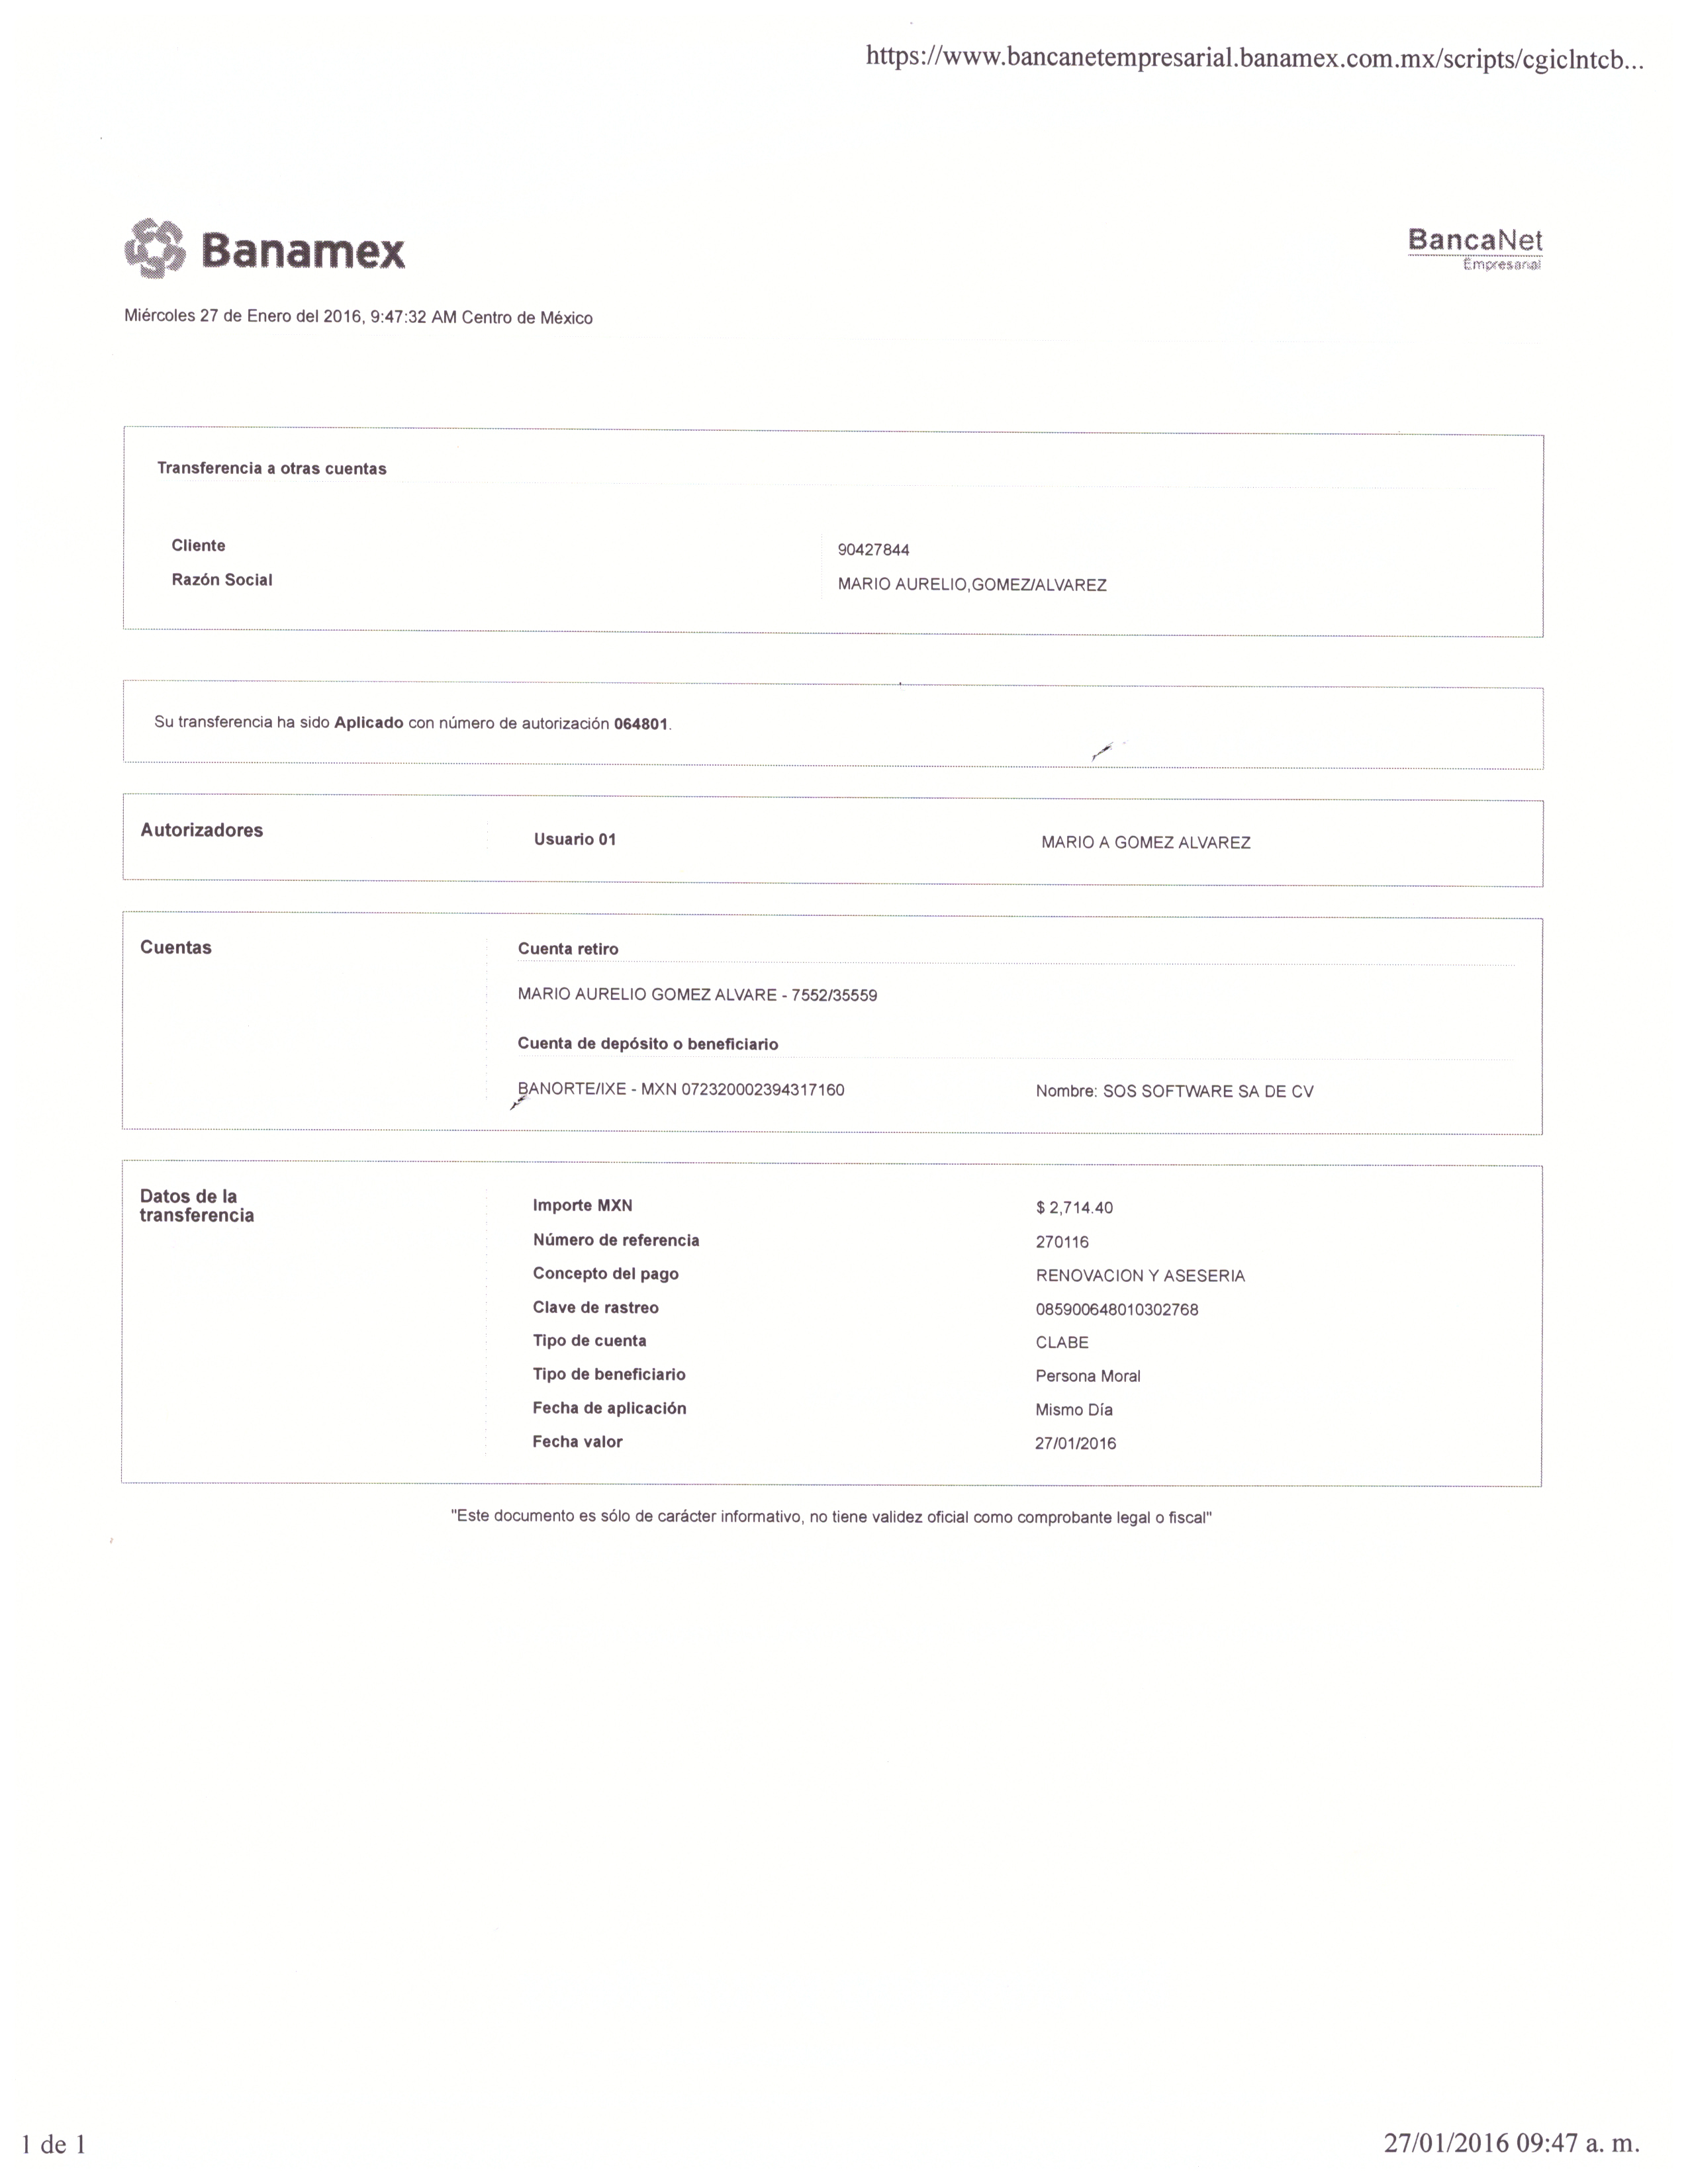 https://www.bancanetempresarial.banamex.com.mx/scripts/cgiclntcb...
Banamex
BancaNet
Empresarial
Miércoles 27 de Enero del 2016, 9:47:32 AM Centro de México
Transferencia a otras cuentas
Cliente 90427844
Razón Social MARIO AURELIO,GOMEZ/ALVAREZ
Su transferencia ha sido Aplicado con número de autorización 064801.
Autorizadores Usuario 01 MARIO A GOMEZ ALVAREZ
Cuentas Cuenta retiro
MARIO AURELIO GOMEZ ALVARE - 7552/35559
Cuenta de depósito o beneficiario
BANORTE/IXE - MXN 072320002394317160 Nombre: SOS SOFTWARE SA DE CV
Datos de la
transferencia
Importe MXN $ 2,714.40
Número de referencia 270116
Concepto del pago RENOVACION Y ASESERIA
Clave de rastreo 085900648010302768
Tipo de cuenta CLABE
Tipo de beneficiario Persona Moral
Fecha de aplicación Mismo Día
Fecha valor 27/01/2016
"Este documento es sólo de carácter informativo, no tiene validez oficial como comprobante legal o fiscal"
1 de 1 27/01/2016 09:47 a. m.